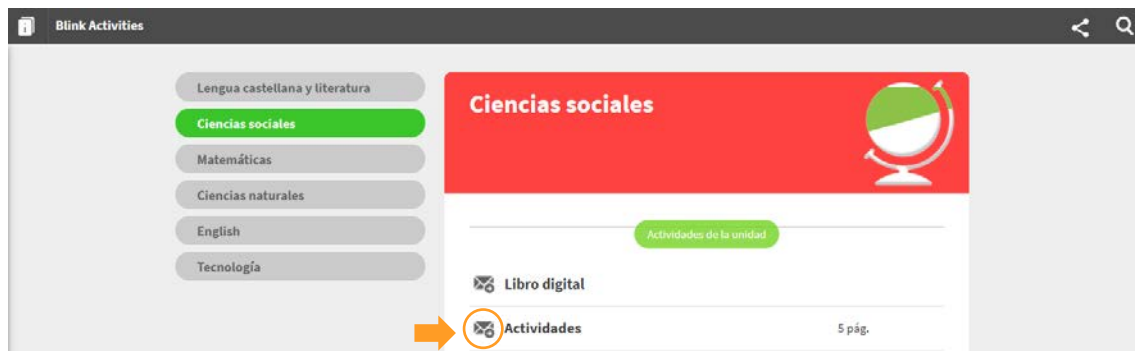 Blink Activities
Lengua castellana y literatura
Ciencias sociales
Matemáticas
Ciencias naturales
English
Tecnología
Ciencias sociales
Actividades de la unidad
Libro digital
Actividades 5 pág.